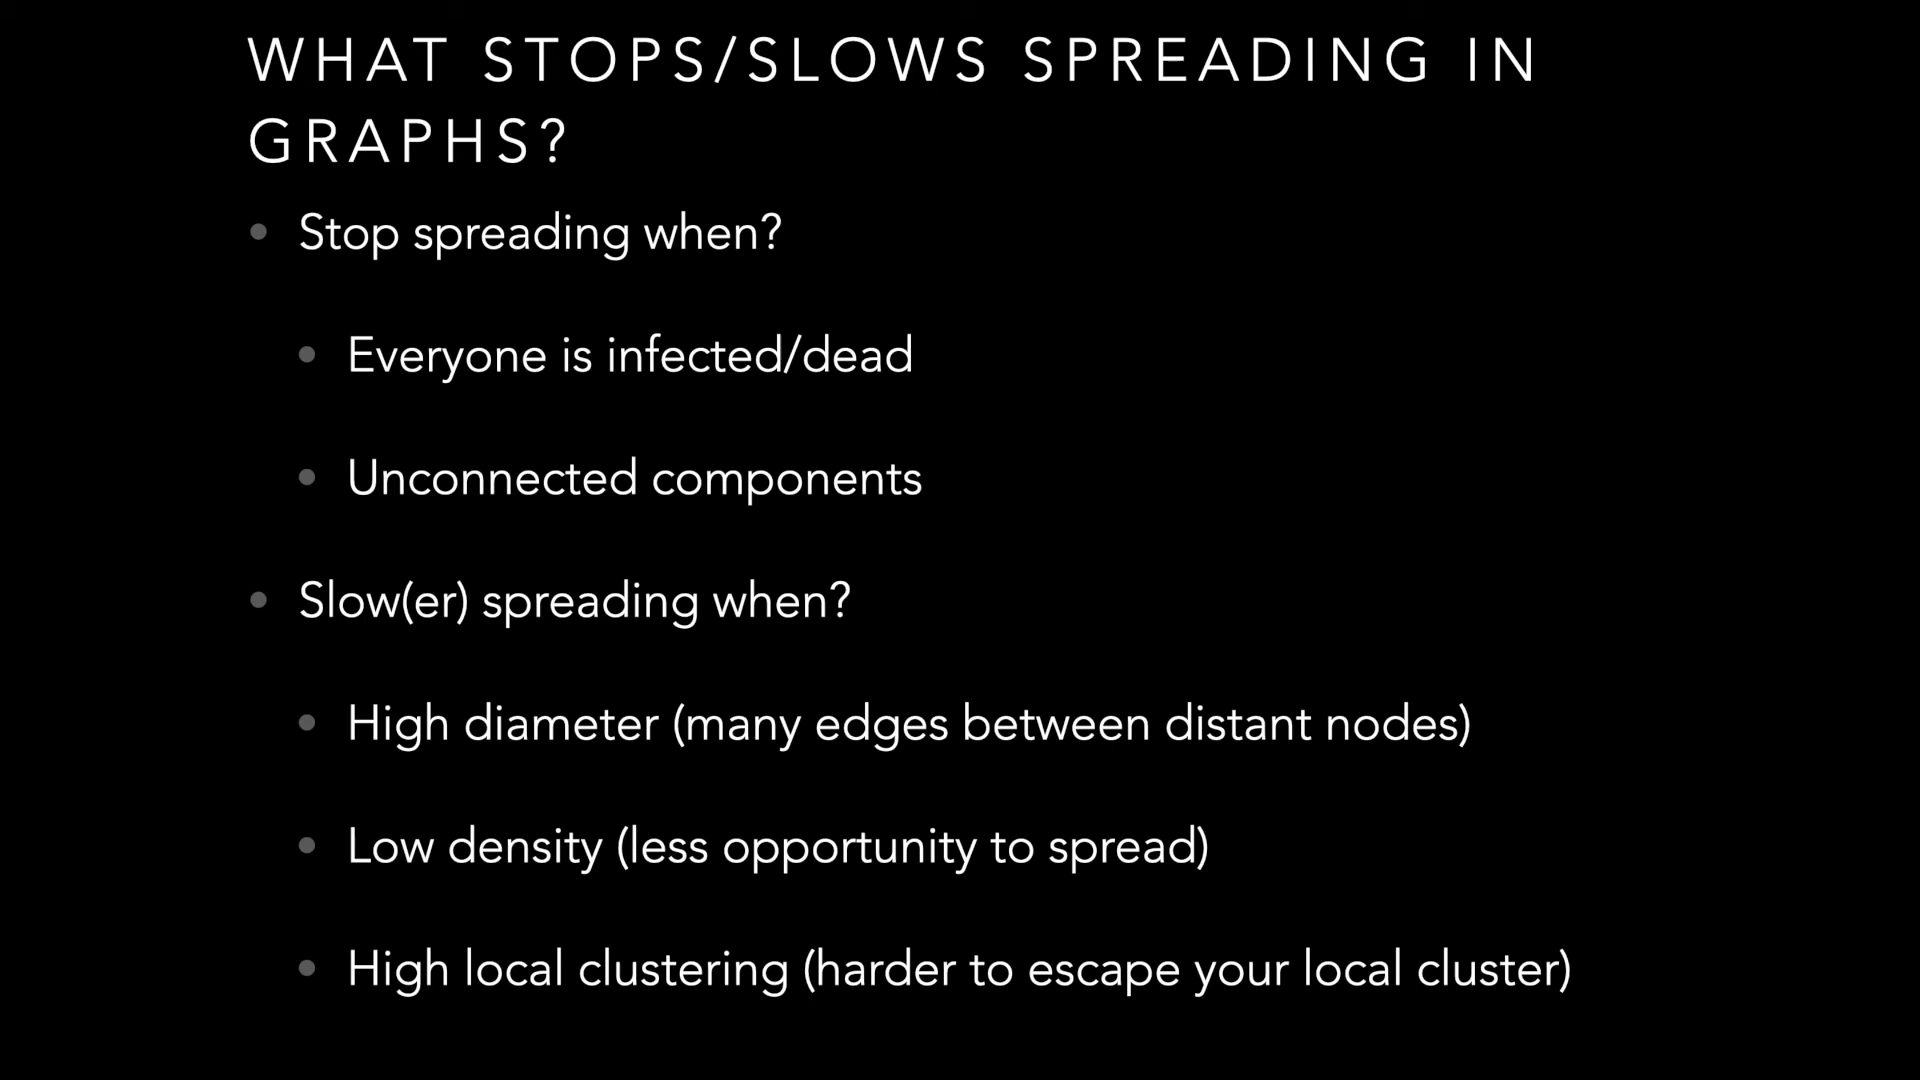 WHAT STOPS/SLOWS SPREADING IN
GRAPHS?
• Stop spreading when?
• Everyone is infected/dead
• Unconnected components
• Slow(er) spreading when?
• High diameter (many edges between distant nodes)
• Low density (less opportunity to spread)
• High local clustering (harder to escape your local cluster)